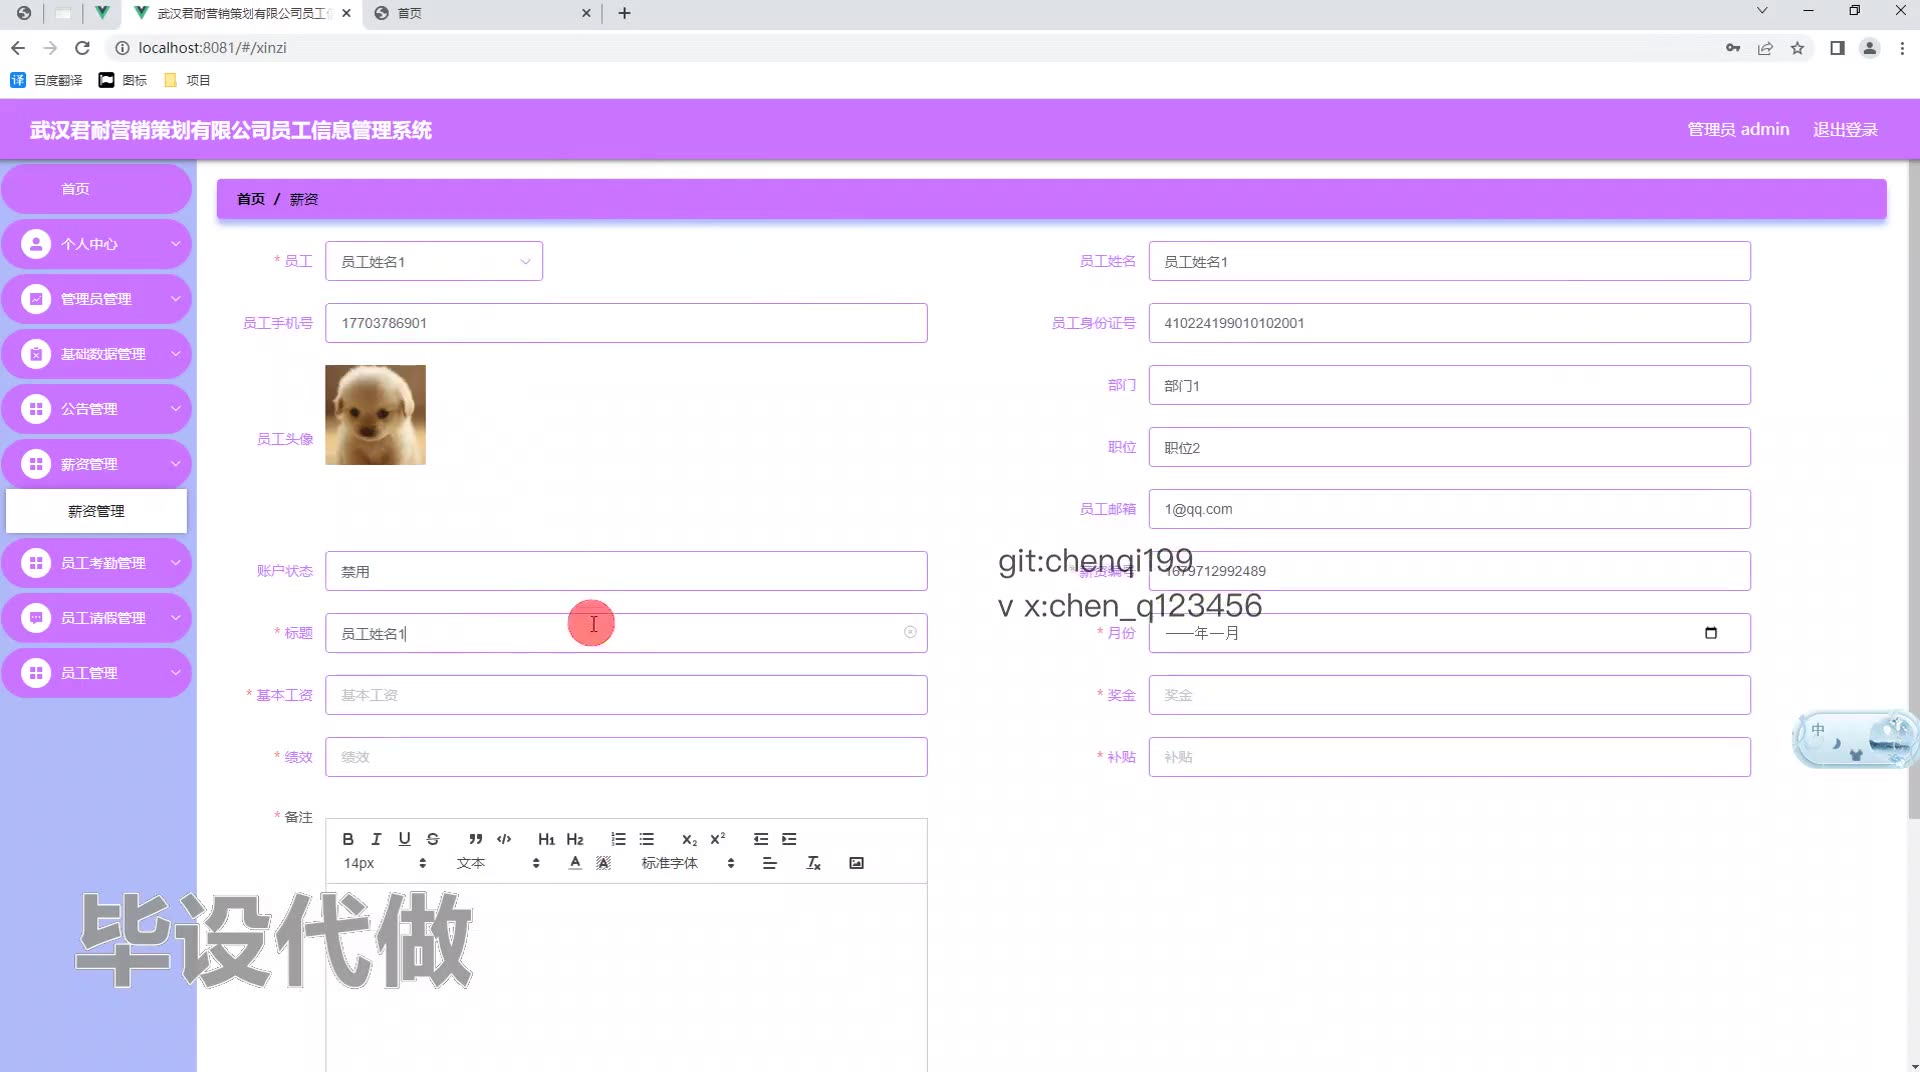 武汉君耐营销策划有限公司员工信
首页
localhost:8081/#/xinzi
百度翻译
图标
项目
武汉君耐营销策划有限公司员工信息管理系统
管理员 admin
退出登录
首页
个人中心
管理员管理
基础数据管理
公告管理
薪资管理
薪资管理
员工考勤管理
员工请假管理
员工管理
首页 / 薪资
* 员工 员工姓名1
员工姓名 员工姓名1
员工手机号 17703786901
员工身份证号 410224199010102001
员工头像
部门 部门1
职位 职位2
员工邮箱 1@qq.com
账户状态 禁用
* 薪资编号 1679712992489
git:chenqi199
v x:chen_q123456
* 标题 员工姓名1
* 月份 ----年--月
* 基本工资 基本工资
* 奖金 奖金
* 绩效 绩效
* 补贴 补贴
* 备注
14px 文本 标准字体
毕设代做
中